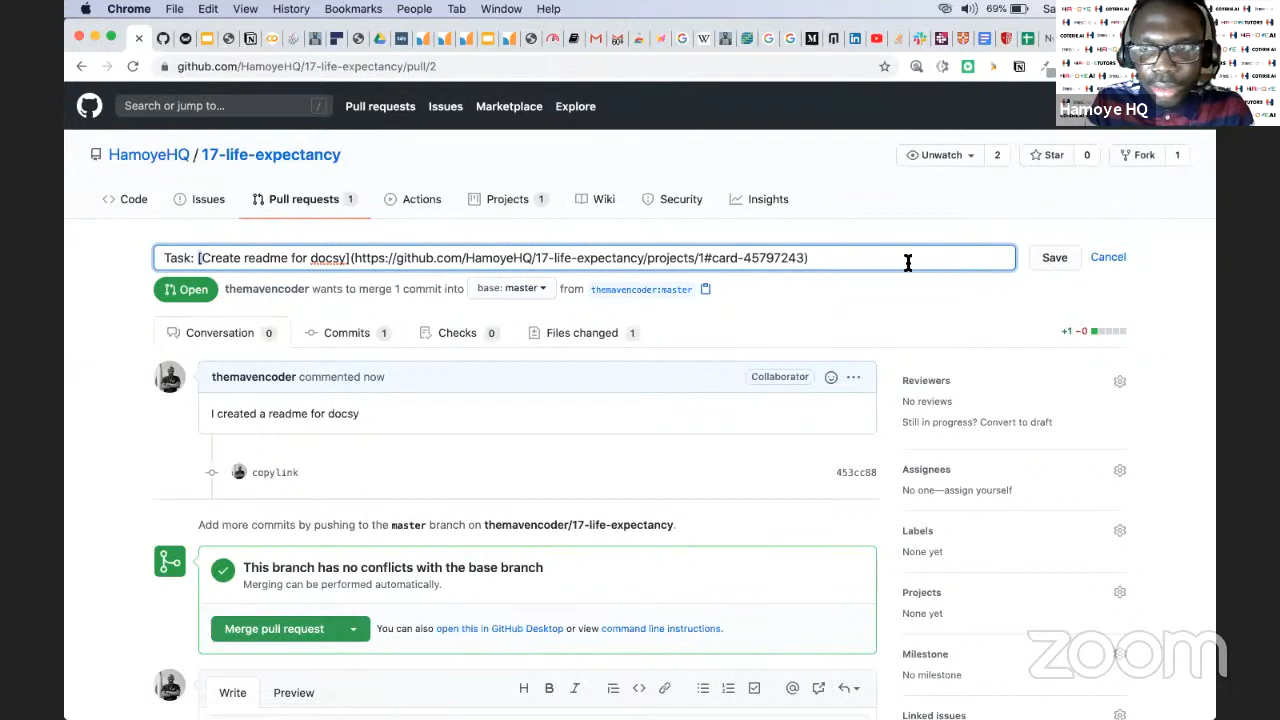 Chrome File Edit View History Bookmarks People Tab Window Help 69% Sa
github.com/HamoyeHQ/17-life-expectancy/pull/2
Hamoye HQ
Search or jump to... / Pull requests Issues Marketplace Explore
HamoyeHQ / 17-life-expectancy Unwatch 2 Star 0 Fork 1
Code Issues Pull requests 1 Actions Projects 1 Wiki Security Insights
Task: [Create readme for docsy](https://github.com/HamoyeHQ/17-life-expectancy/projects/1#card-45797243) Save Cancel
Open themavencoder wants to merge 1 commit into base: master from themavencoder:master
Conversation 0 Commits 1 Checks 0 Files changed 1 +1 −0
themavencoder commented now Collaborator
I created a readme for docsy
copylink 453cc88
Add more commits by pushing to the master branch on themavencoder/17-life-expectancy.
This branch has no conflicts with the base branch
Merging can be performed automatically.
Merge pull request You can also open this in GitHub Desktop or view command line instructions.
Write Preview H B I
Reviewers
No reviews
Still in progress? Convert to draft
Assignees
No one—assign yourself
Labels
None yet
Projects
None yet
Milestone
No milestone
Linked issues
zoom